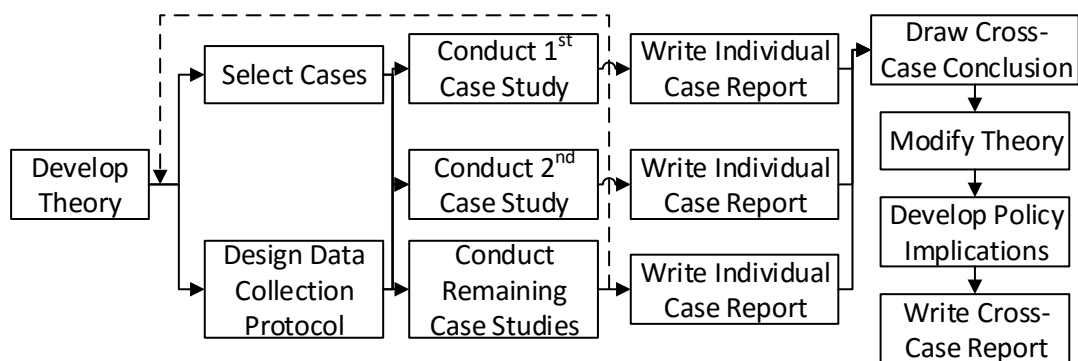 Develop
Theory
Select Cases
Design Data
Collection
Protocol
Conduct 1st
Case Study
Conduct 2nd
Case Study
Conduct
Remaining
Case Studies
Write Individual
Case Report
Write Individual
Case Report
Write Individual
Case Report
Draw Cross-
Case Conclusion
Modify Theory
Develop Policy
Implications
Write Cross-
Case Report